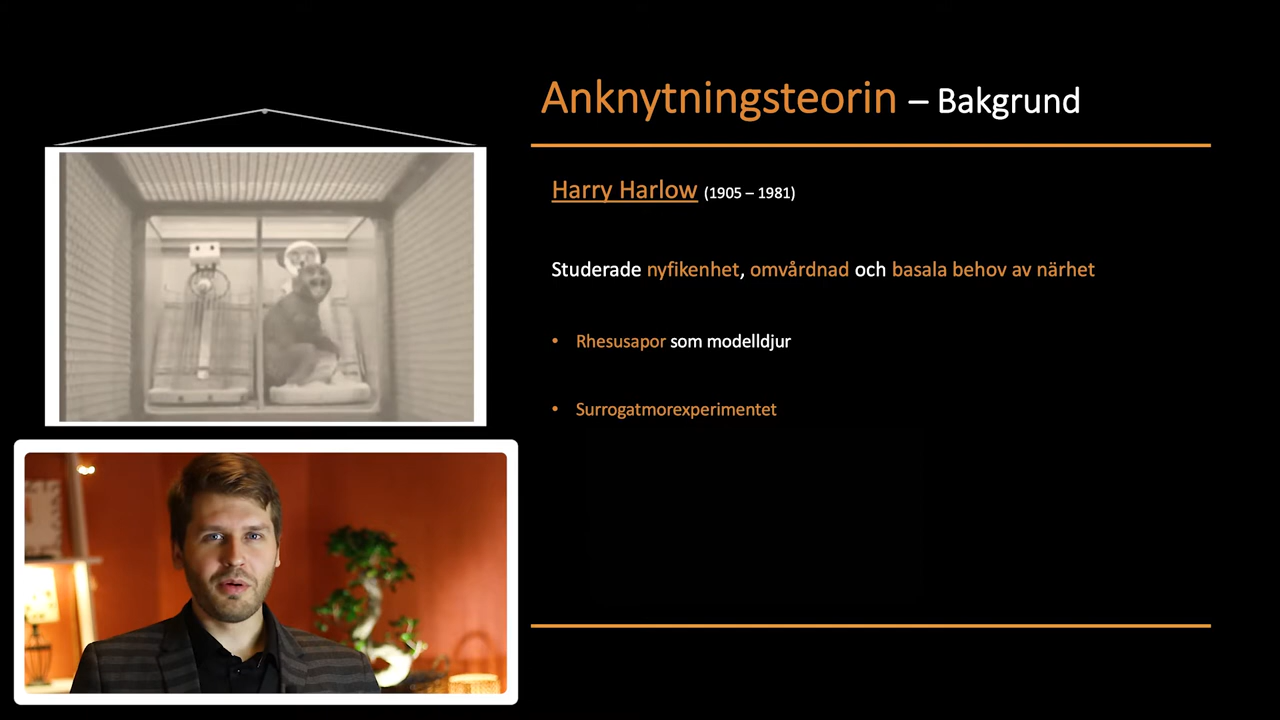 Anknytningsteorin – Bakgrund
Harry Harlow (1905 – 1981)
Studerade nyfikenhet, omvårdnad och basala behov av närhet
• Rhesusapor som modelldjur
• Surrogatmorexperimentet